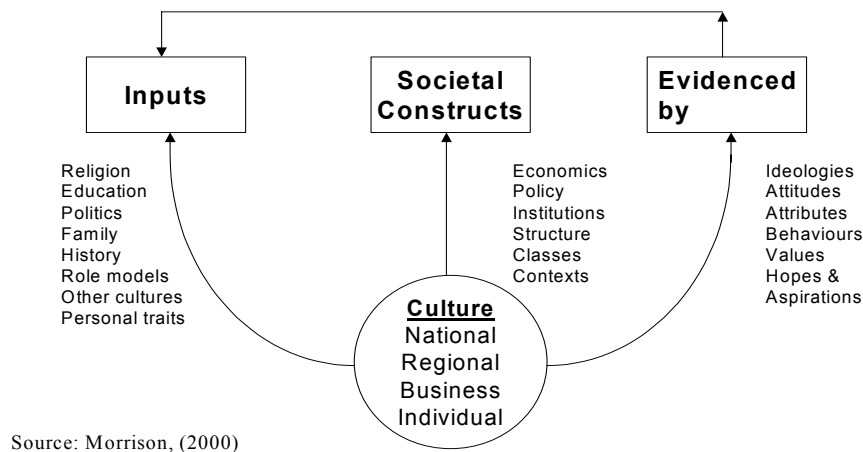 Inputs
Societal
Constructs
Evidenced
by
Religion
Education
Politics
Family
History
Role models
Other cultures
Personal traits
Economics
Policy
Institutions
Structure
Classes
Contexts
Ideologies
Attitudes
Attributes
Behaviours
Values
Hopes &
Aspirations
Culture
National
Regional
Business
Individual
Source: Morrison, (2000)